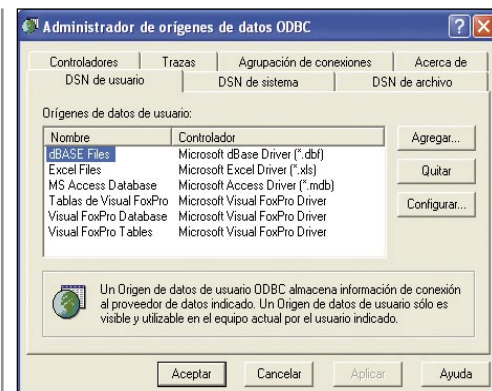 Administrador de orígenes de datos ODBC
Controladores Trazas Agrupación de conexiones Acerca de
DSN de usuario DSN de sistema DSN de archivo
Orígenes de datos de usuario:
Nombre Controlador
dBASE Files Microsoft dBase Driver (*.dbf)
Excel Files Microsoft Excel Driver (*.xls)
MS Access Database Microsoft Access Driver (*.mdb)
Tablas de Visual FoxPro Microsoft Visual FoxPro Driver
Visual FoxPro Database Microsoft Visual FoxPro Driver
Visual FoxPro Tables Microsoft Visual FoxPro Driver
Agregar...
Quitar
Configurar...
Un Origen de datos de usuario ODBC almacena información de conexión
al proveedor de datos indicado. Un Origen de datos de usuario sólo es
visible y utilizable en el equipo actual por el usuario indicado.
Aceptar Cancelar Aplicar Ayuda